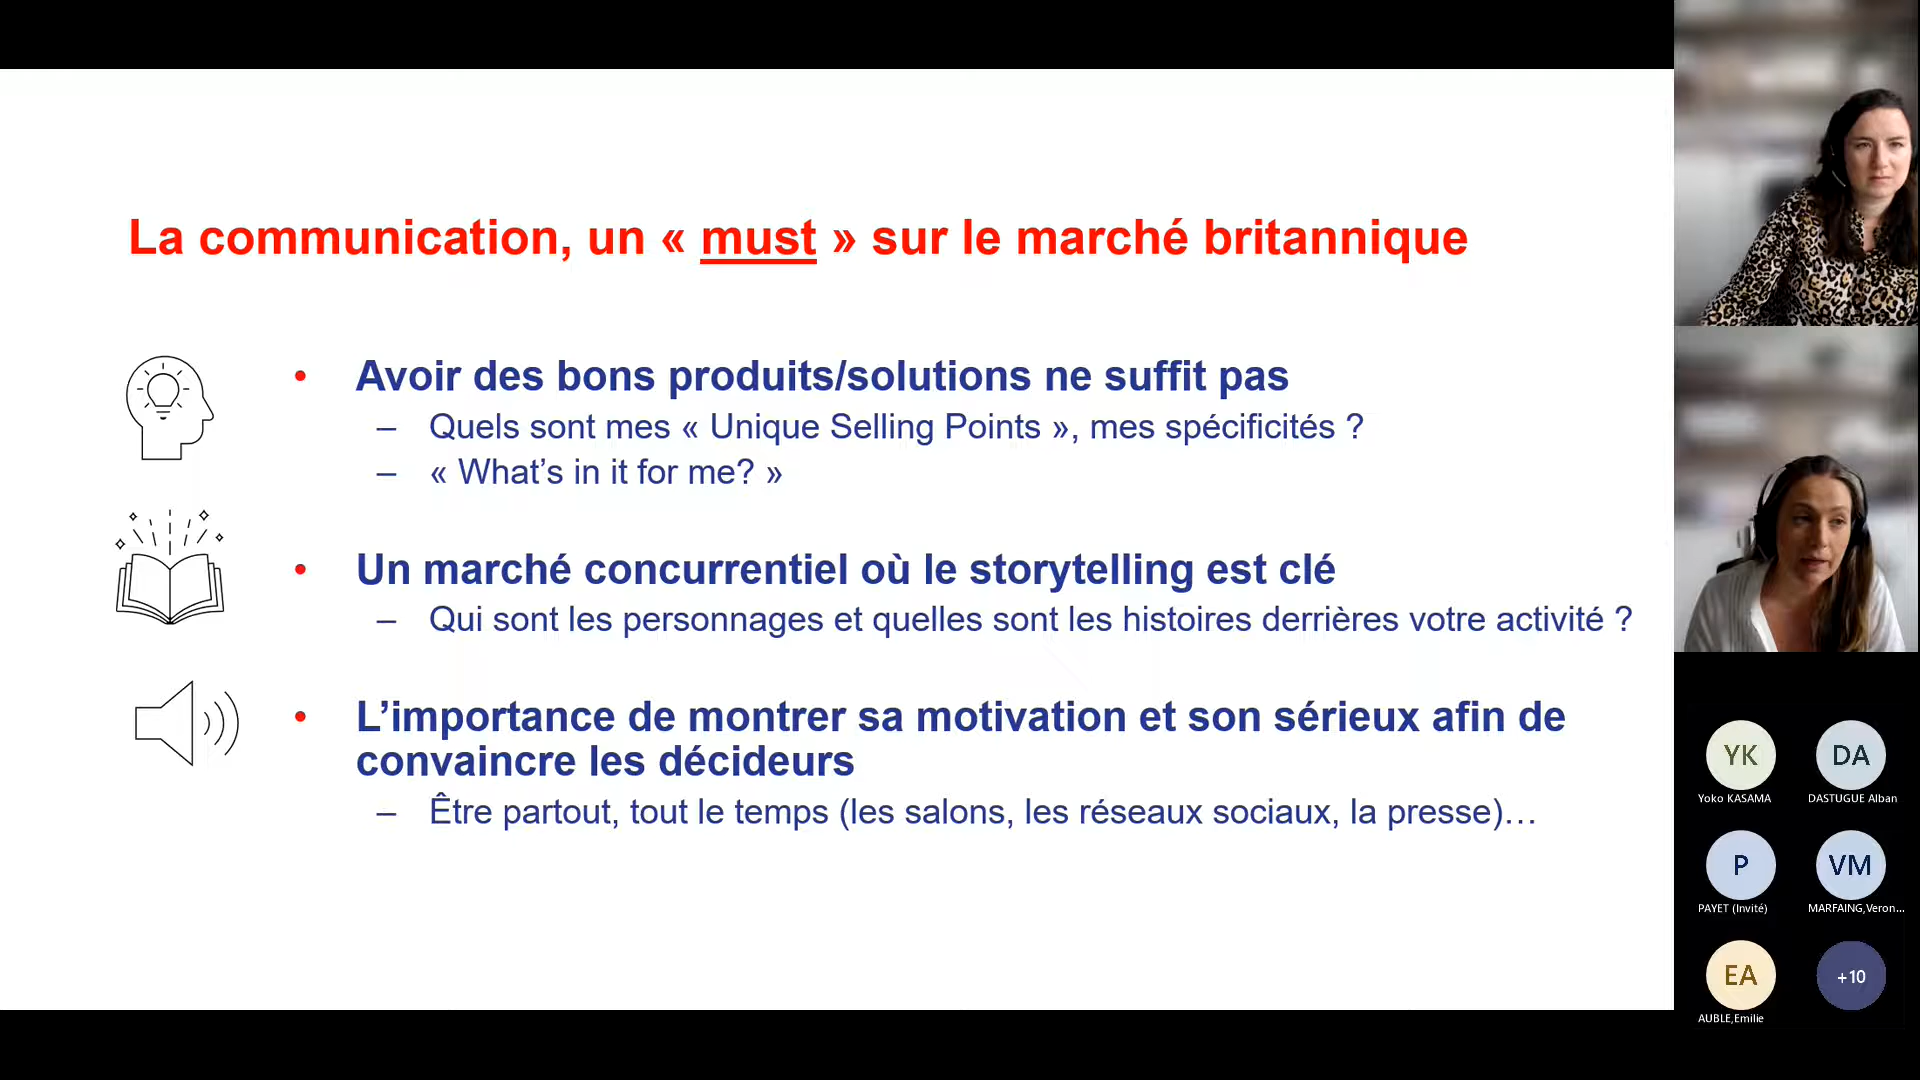 La communication, un « must » sur le marché britannique
• Avoir des bons produits/solutions ne suffit pas
– Quels sont mes « Unique Selling Points », mes spécificités ?
– « What’s in it for me? »
• Un marché concurrentiel où le storytelling est clé
– Qui sont les personnages et quelles sont les histoires derrières votre activité ?
• L’importance de montrer sa motivation et son sérieux afin de
convaincre les décideurs
– Être partout, tout le temps (les salons, les réseaux sociaux, la presse)…
YK
DA
Yoko KASAMA
DASTUGUE Alban
P
VM
PAYET (Invité)
MARFAING,Veron...
EA
+10
AUBLE,Emilie